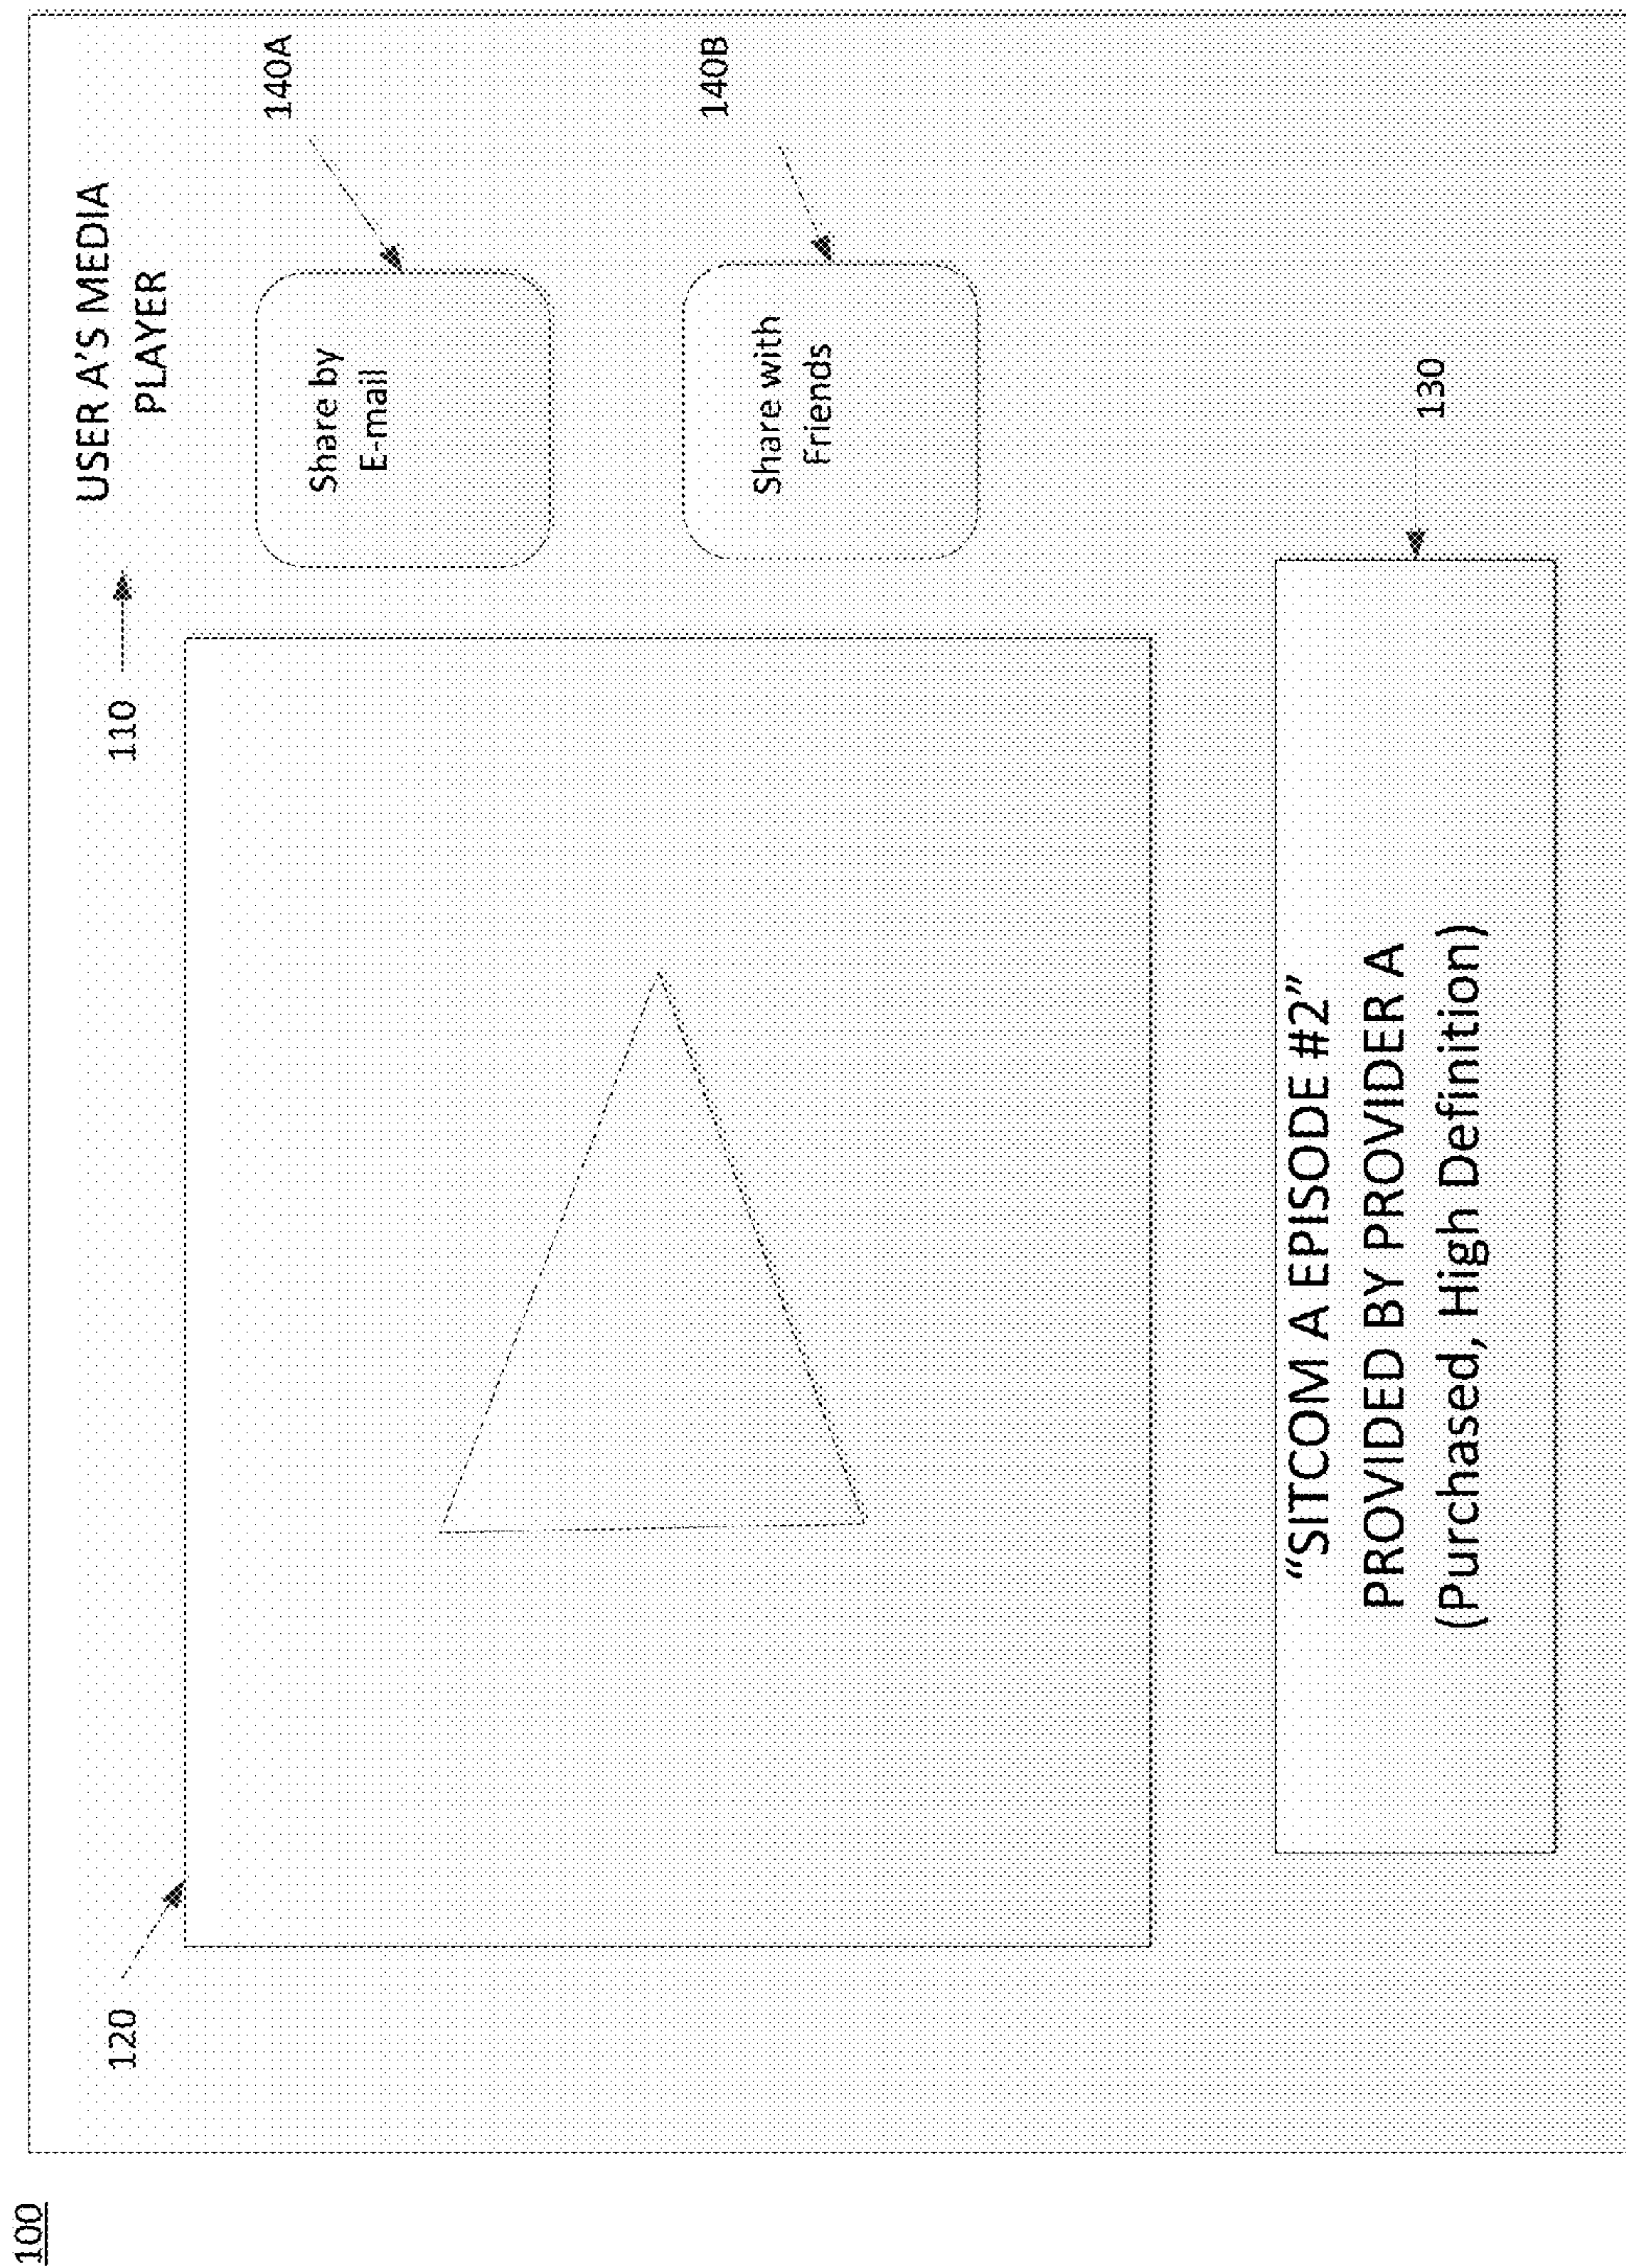 100
USER A'S MEDIA
PLAYER
110
120
140A
Share by
E-mail
140B
Share with
Friends
130
“SITCOM A EPISODE #2”
PROVIDED BY PROVIDER A
(Purchased, High Definition)